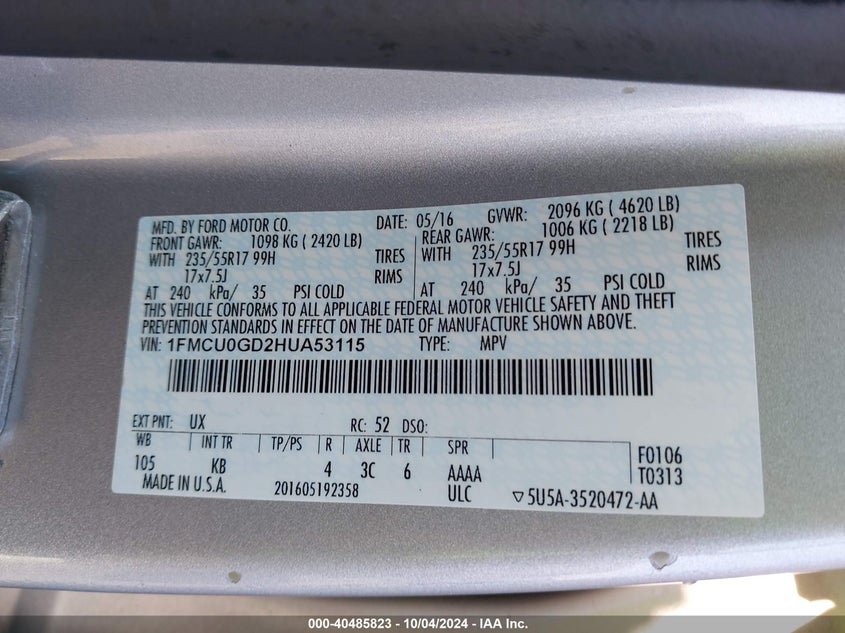 MFD. BY FORD MOTOR CO. DATE: 05/16 GVWR: 2096 KG ( 4620 LB)
FRONT GAWR: 1098 KG ( 2420 LB) REAR GAWR: 1006 KG ( 2218 LB)
WITH 235/55R17 99H TIRES WITH 235/55R17 99H TIRES
17x7.5J RIMS 17x7.5J RIMS
AT 240 kPa/ 35 PSI COLD AT 240 kPa/ 35 PSI COLD
THIS VEHICLE CONFORMS TO ALL APPLICABLE FEDERAL MOTOR VEHICLE SAFETY AND THEFT
PREVENTION STANDARDS IN EFFECT ON THE DATE OF MANUFACTURE SHOWN ABOVE.
VIN: 1FMCU0GD2HUA53115 TYPE: MPV
EXT PNT: UX RC: 52 DSO:
WB INT TR TP/PS R AXLE TR SPR F0106
105 KB 4 3C 6 AAAA T0313
MADE IN U.S.A. 201605192358 ULC ▽5U5A-3520472-AA
000-40485823 / 10/04/2024 - IAA Inc.